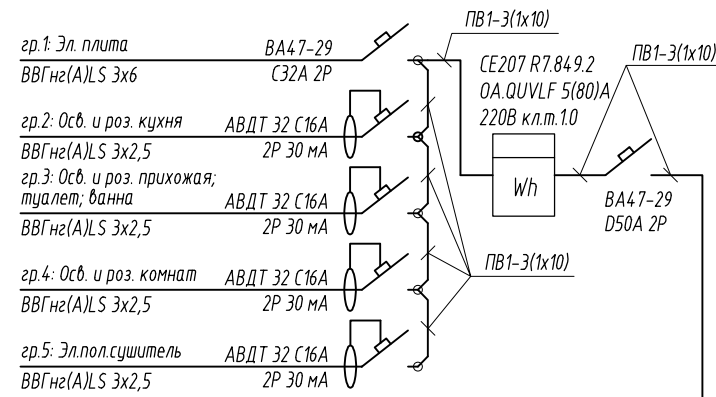 ПВ1-3(1х10)
гр.1: Эл. плита
ВА47-29
ВВГнг(А)LS 3х6
С32А 2Р
СЕ207 R7.849.2
ОА.QUVLF 5(80)А
220В кл.т.1.0
ПВ1-3(1х10)
гр.2: Осв. и роз. кухня
АВДТ 32 С16А
ВВГнг(А)LS 3х2,5
2Р 30 мА
гр.3: Осв. и роз. прихожая;
туалет; ванна
АВДТ 32 С16А
ВВГнг(А)LS 3х2,5
2Р 30 мА
Wh
ВА47-29
D50А 2Р
гр.4: Осв. и роз. комнат
АВДТ 32 С16А
ВВГнг(А)LS 3х2,5
2Р 30 мА
ПВ1-3(1х10)
гр.5: Эл.пол.сушитель
АВДТ 32 С16А
ВВГнг(А)LS 3х2,5
2Р 30 мА